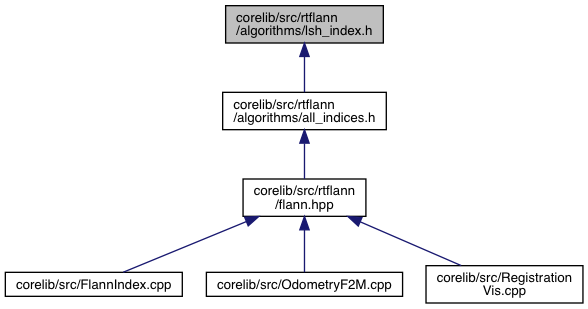 corelib/src/rtflann
/algorithms/lsh_index.h
corelib/src/rtflann
/algorithms/all_indices.h
corelib/src/rtflann
/flann.hpp
corelib/src/FlannIndex.cpp
corelib/src/OdometryF2M.cpp
corelib/src/Registration
Vis.cpp